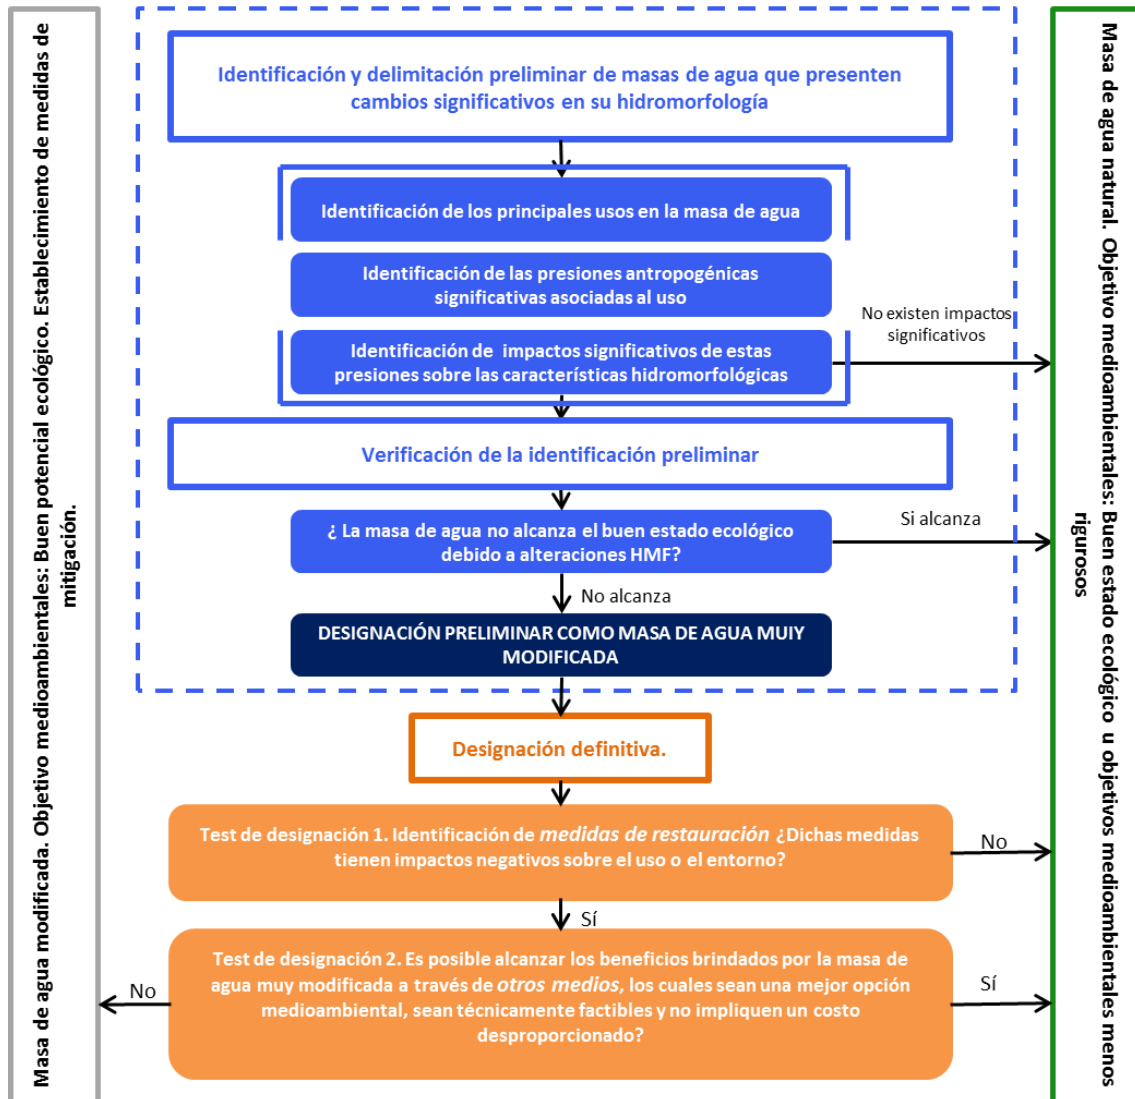 Masa de agua modificada. Objetivo medioambientales: Buen potencial ecológico. Establecimiento de medidas de
mitigación.
Identificación y delimitación preliminar de masas de agua que presenten
cambios significativos en su hidromorfología
Identificación de los principales usos en la masa de agua
Identificación de las presiones antropogénicas
significativas asociadas al uso
Identificación de impactos significativos de estas
presiones sobre las características hidromorfológicas
No existen impactos
significativos
Verificación de la identificación preliminar
¿ La masa de agua no alcanza el buen estado ecológico
debido a alteraciones HMF?
Si alcanza
No alcanza
DESIGNACIÓN PRELIMINAR COMO MASA DE AGUA MUIY
MODIFICADA
Designación definitiva.
Test de designación 1. Identificación de medidas de restauración ¿Dichas medidas
tienen impactos negativos sobre el uso o el entorno?
No
Sí
Test de designación 2. Es posible alcanzar los beneficios brindados por la masa de
agua muy modificada a través de otros medios, los cuales sean una mejor opción
medioambiental, sean técnicamente factibles y no impliquen un costo
desproporcionado?
No
Sí
Masa de agua natural. Objetivo medioambientales: Buen estado ecológico u objetivos medioambientales menos
rigurosos